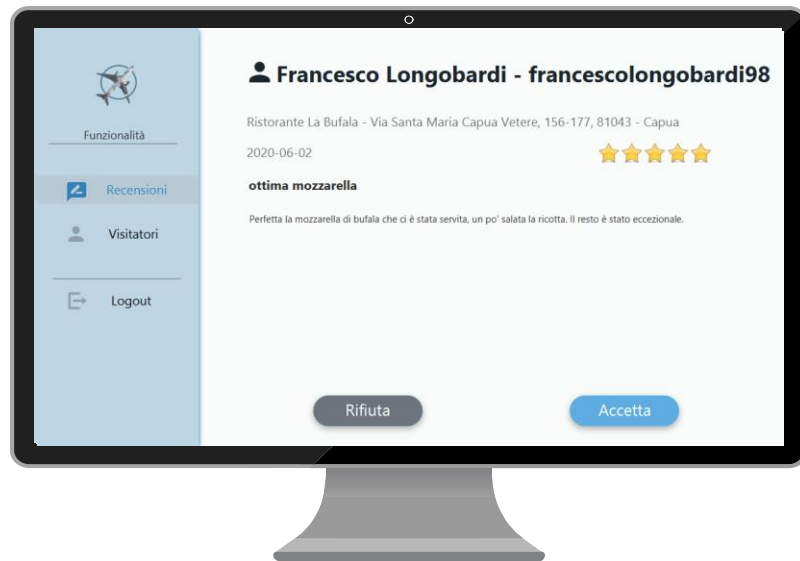 Funzionalità
Recensioni
Visitatori
Logout
Francesco Longobardi - francescolongobardi98
Ristorante La Bufala - Via Santa Maria Capua Vetere, 156-177, 81043 - Capua
2020-06-02
ottima mozzarella
Perfetta la mozzarella di bufala che ci é stata servita, un po' salata la ricotta. Il resto é stato eccezionale.
Rifiuta
Accetta